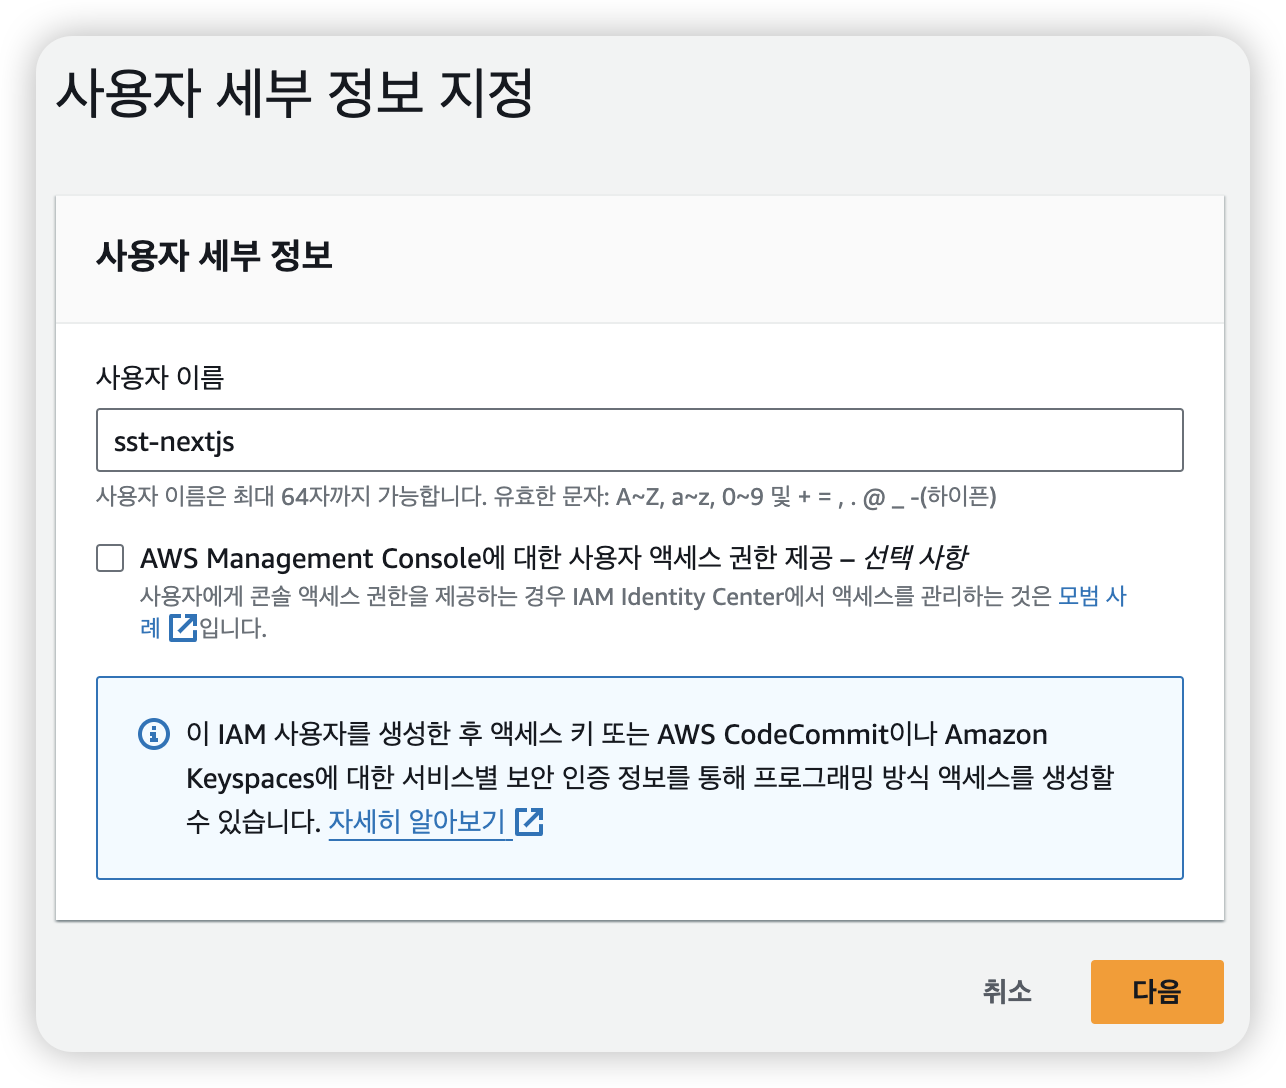 사용자 세부 정보 지정
사용자 세부 정보
사용자 이름
sst-nextjs
사용자 이름은 최대 64자까지 가능합니다. 유효한 문자: A~Z, a~z, 0~9 및 + = , . @ _ -(하이픈)
AWS Management Console에 대한 사용자 액세스 권한 제공 – 선택 사항
사용자에게 콘솔 액세스 권한을 제공하는 경우 IAM Identity Center에서 액세스를 관리하는 것은 모범 사
례 입니다.
이 IAM 사용자를 생성한 후 액세스 키 또는 AWS CodeCommit이나 Amazon
Keyspaces에 대한 서비스별 보안 인증 정보를 통해 프로그래밍 방식 액세스를 생성할
수 있습니다. 자세히 알아보기
취소
다음